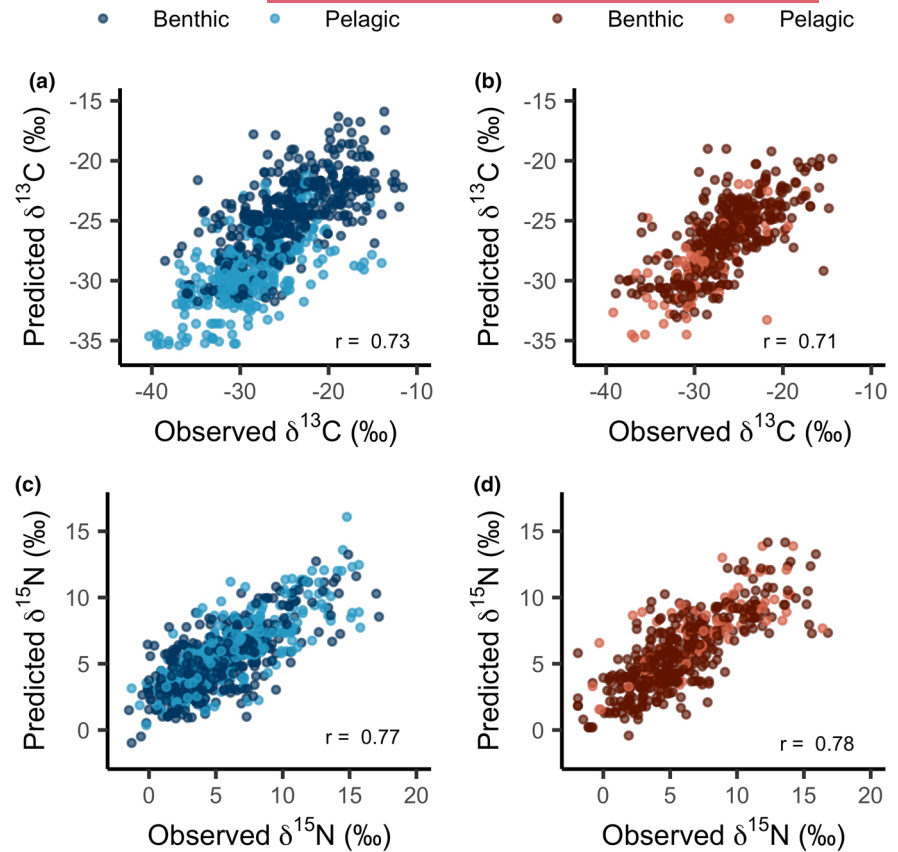 Benthic Pelagic Benthic Pelagic
(a) (b)
-15 -15
-20 -20
-25 -25
-30 -30
-35 -35
Predicted δ¹³C (‰) Predicted δ¹³C (‰)
r = 0.73 r = 0.71
-40 -30 -20 -10 -40 -30 -20 -10
Observed δ¹³C (‰) Observed δ¹³C (‰)
(c) (d)
15 15
10 10
5 5
0 0
Predicted δ¹⁵N (‰) Predicted δ¹⁵N (‰)
r = 0.77 r = 0.78
0 5 10 15 20 0 5 10 15 20
Observed δ¹⁵N (‰) Observed δ¹⁵N (‰)